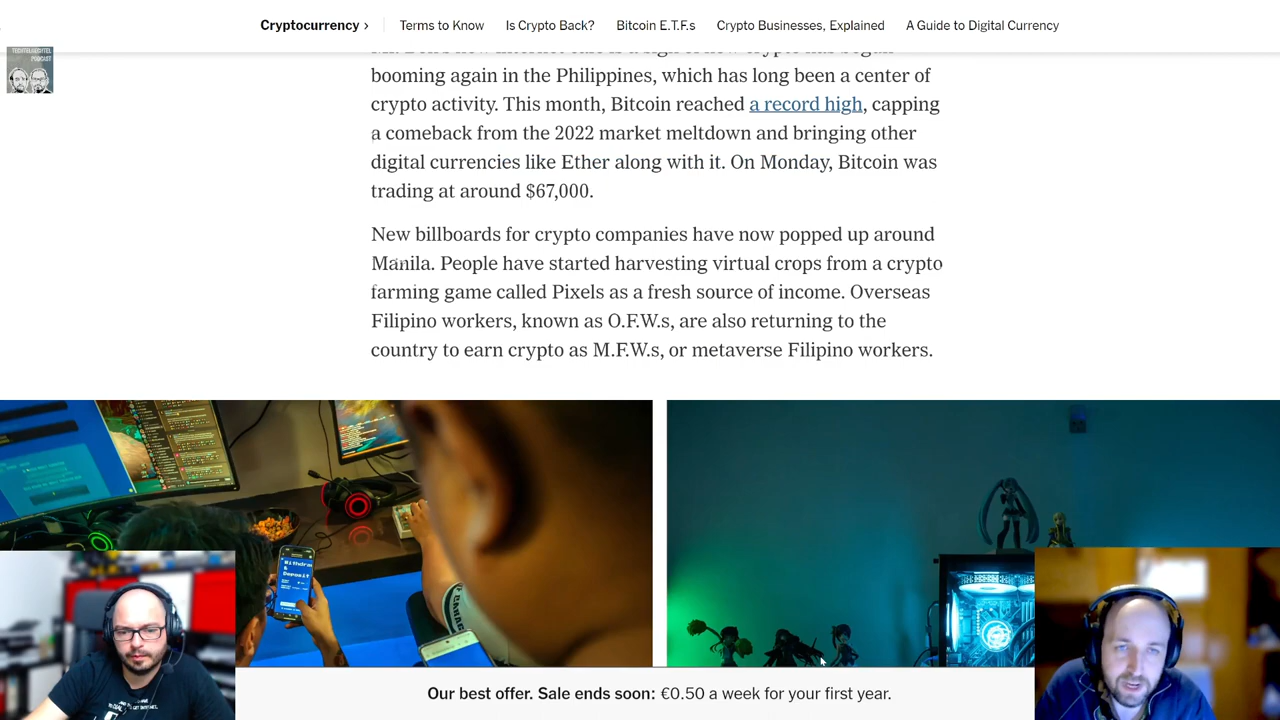 Cryptocurrency › Terms to Know Is Crypto Back? Bitcoin E.T.F.s Crypto Businesses, Explained A Guide to Digital Currency
PODCAST
booming again in the Philippines, which has long been a center of
crypto activity. This month, Bitcoin reached a record high, capping
a comeback from the 2022 market meltdown and bringing other
digital currencies like Ether along with it. On Monday, Bitcoin was
trading at around $67,000.
New billboards for crypto companies have now popped up around
Manila. People have started harvesting virtual crops from a crypto
farming game called Pixels as a fresh source of income. Overseas
Filipino workers, known as O.F.W.s, are also returning to the
country to earn crypto as M.F.W.s, or metaverse Filipino workers.
Our best offer. Sale ends soon: €0.50 a week for your first year.